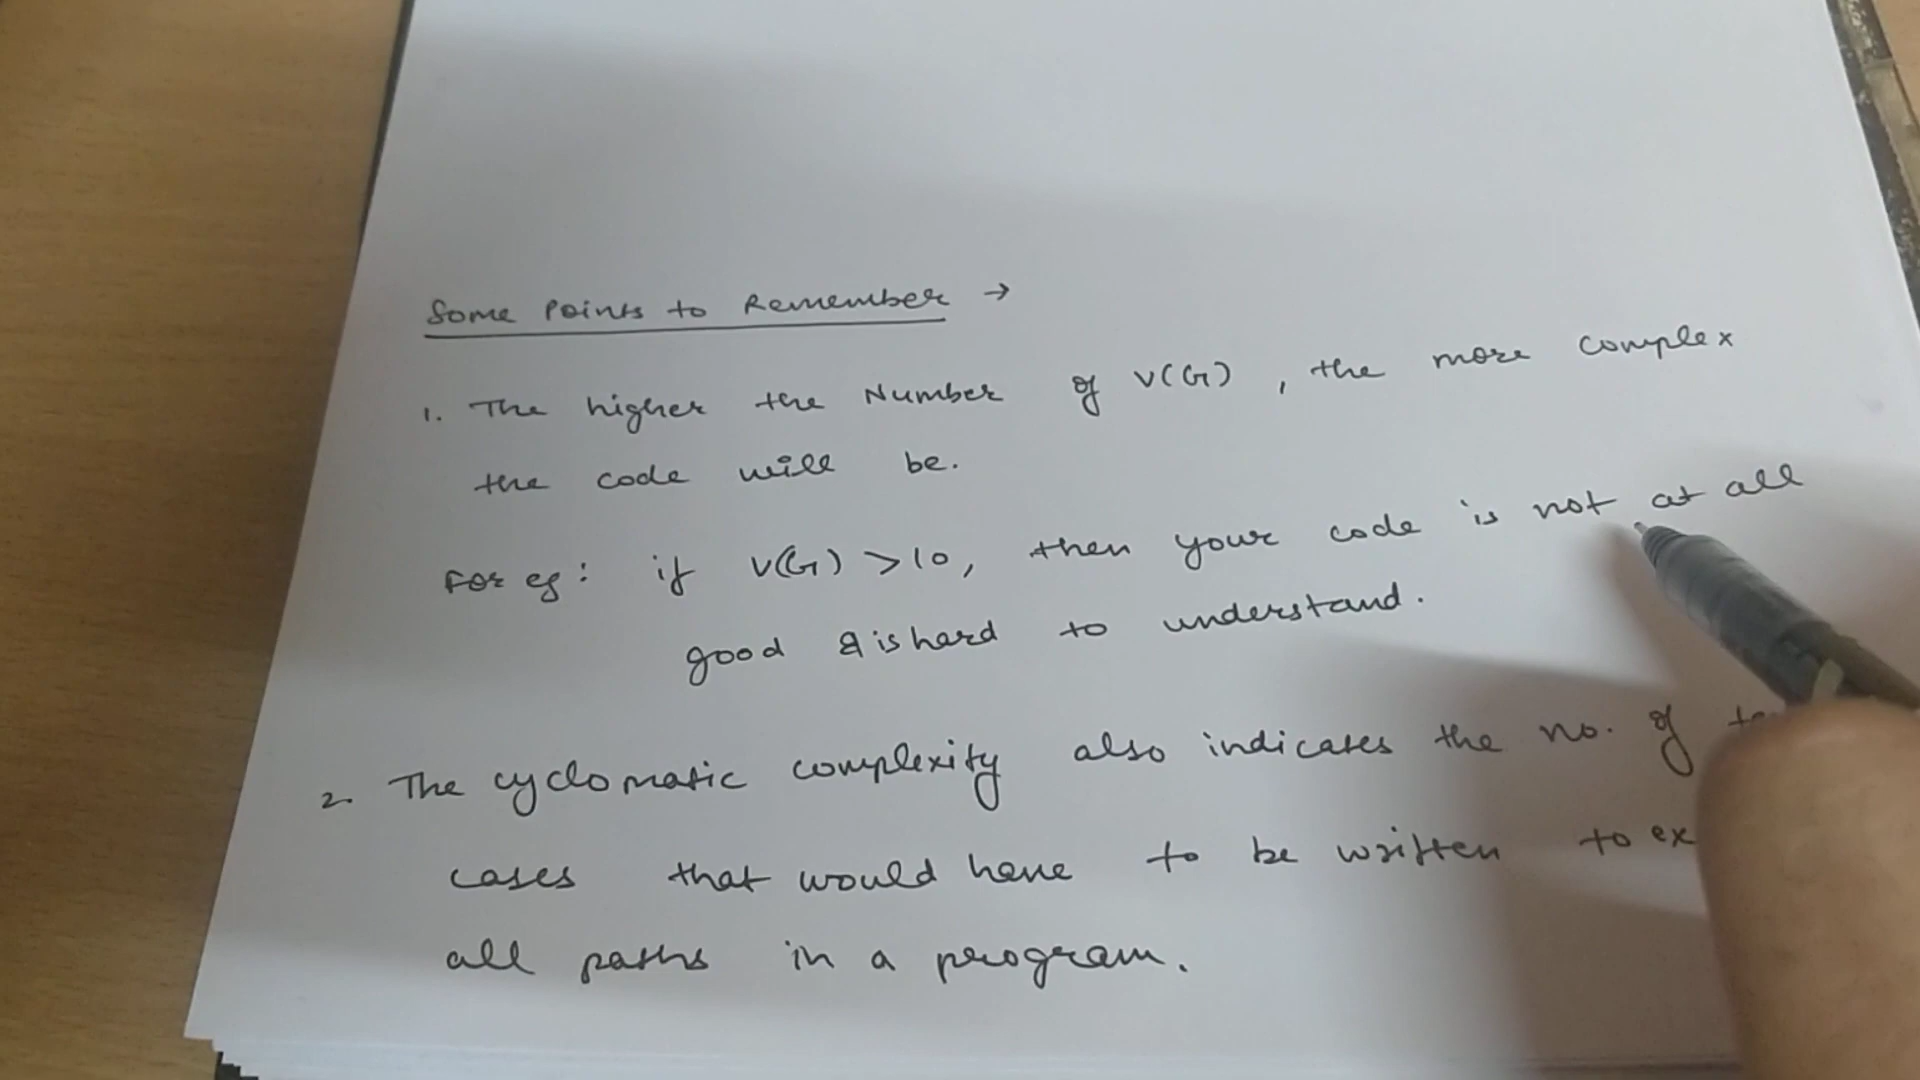 Some Points to Remember →
1. The higher the Number of V(G), the more complex
the code will be.
For eg: if V(G) > 10, then your code is not at all
good & is hard to understand.
2. The cyclomatic complexity also indicates the no. of
cases that would have to be written to
all paths in a program.